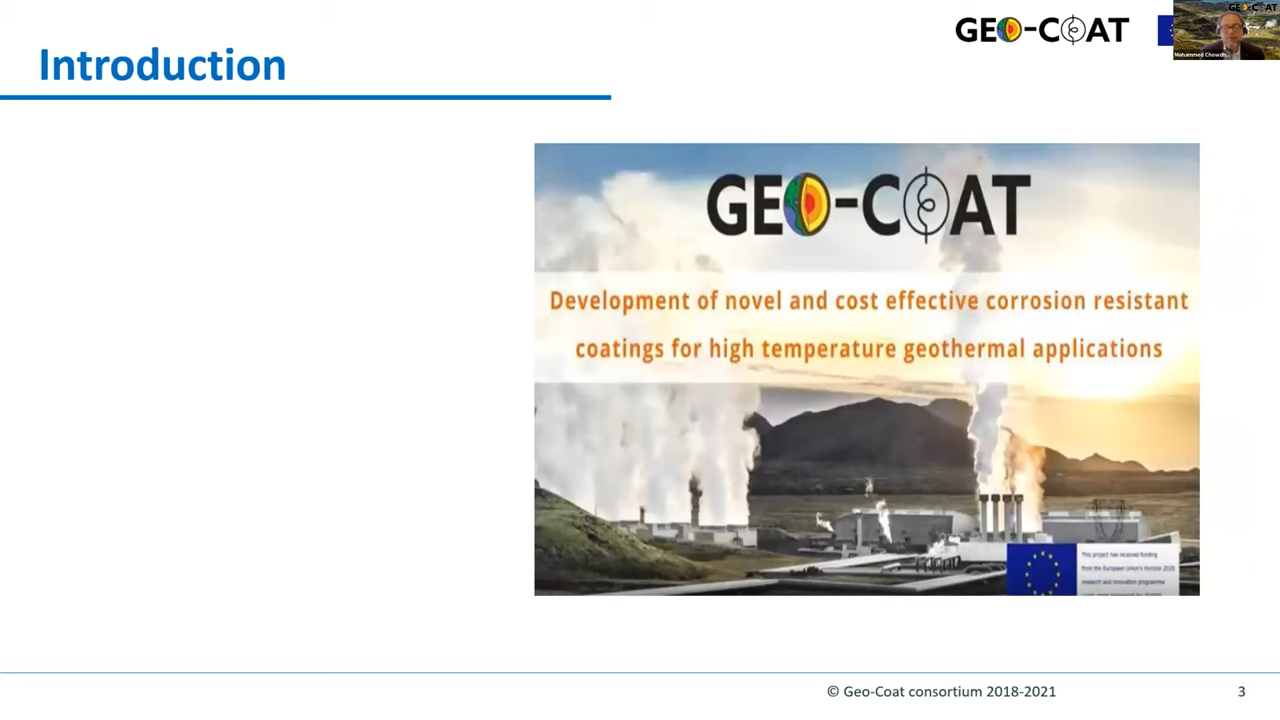 Introduction
GEO-COAT
GEO-COAT
Mohammed Chowdh...
GEO-COAT
Development of novel and cost effective corrosion resistant
coatings for high temperature geothermal applications
This project has received funding
from the European Union's Horizon 2020
research and innovation programme
© Geo-Coat consortium 2018-2021
3